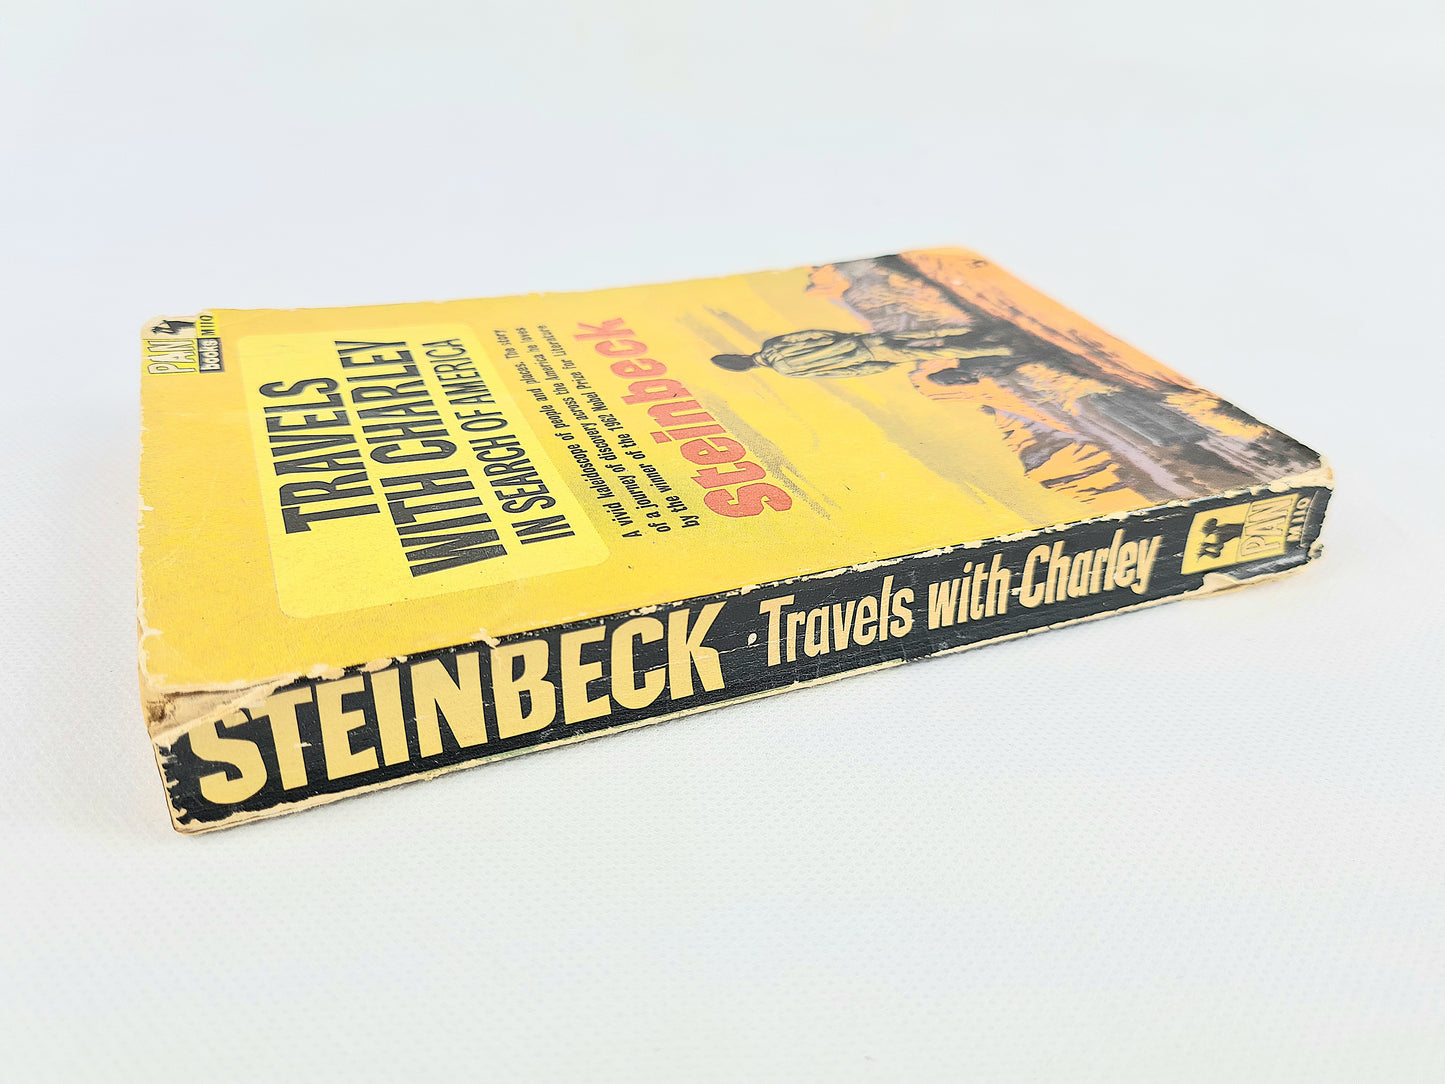 PAN
Books M110
TRAVELS
WITH CHARLEY
IN SEARCH OF AMERICA
A vivid kaleidoscope of people and places. The story
of a journey of discovery across the America he loves
by the winner of the 1962 Nobel Prize for Literature
Steinbeck
STEINBECK · Travels with Charley
PAN
M110